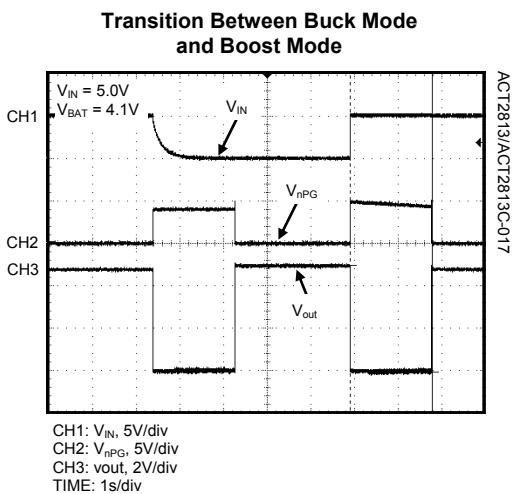 Transition Between Buck Mode
and Boost Mode
VIN = 5.0V
VBAT = 4.1V
CH1
VIN
VnPG
CH2
CH3
Vout
ACT2813/ACT2813C-017
CH1: VIN, 5V/div
CH2: VnPG, 5V/div
CH3: vout, 2V/div
TIME: 1s/div